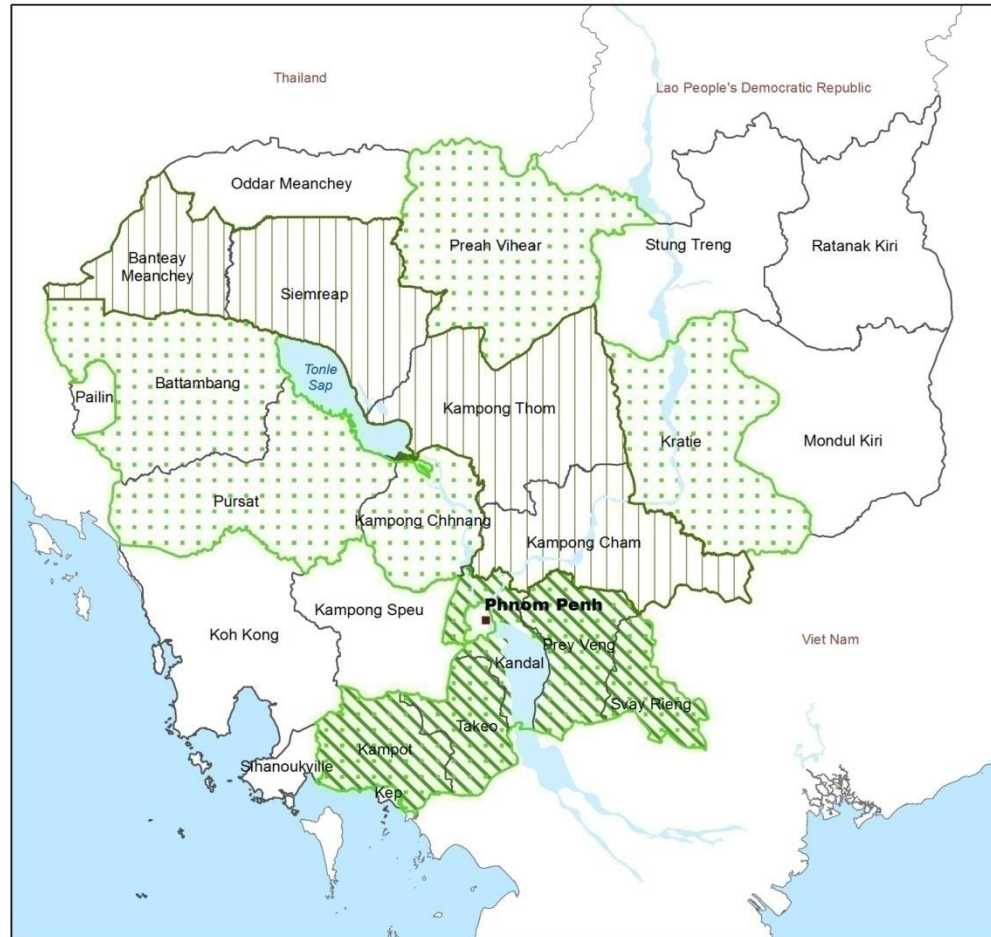 Thailand
Lao People's Democratic Republic
Oddar Meanchey
Preah Vihear
Stung Treng
Ratanak Kiri
Banteay
Meanchey
Siemreap
Tonle
Sap
Battambang
Pailin
Kampong Thom
Kratie
Mondul Kiri
Pursat
Kampong Chhnang
Kampong Cham
Kampong Speu
Phnom Penh
Koh Kong
Viet Nam
Prey Veng
Kandal
Svay Rieng
Takeo
Kampot
Sihanoukville
Kep